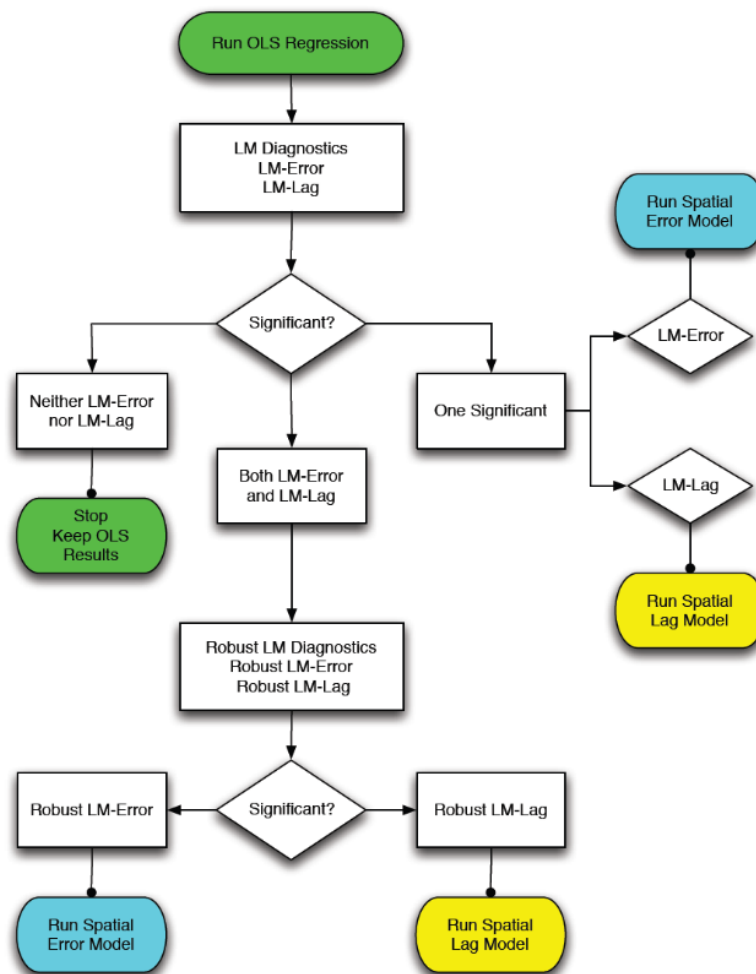 Run OLS Regression
LM Diagnostics
LM-Error
LM-Lag
Run Spatial
Error Model
Significant?
LM-Error
Neither LM-Error
nor LM-Lag
One Significant
Both LM-Error
and LM-Lag
LM-Lag
Stop
Keep OLS
Results
Run Spatial
Lag Model
Robust LM Diagnostics
Robust LM-Error
Robust LM-Lag
Robust LM-Error
Significant?
Robust LM-Lag
Run Spatial
Error Model
Run Spatial
Lag Model